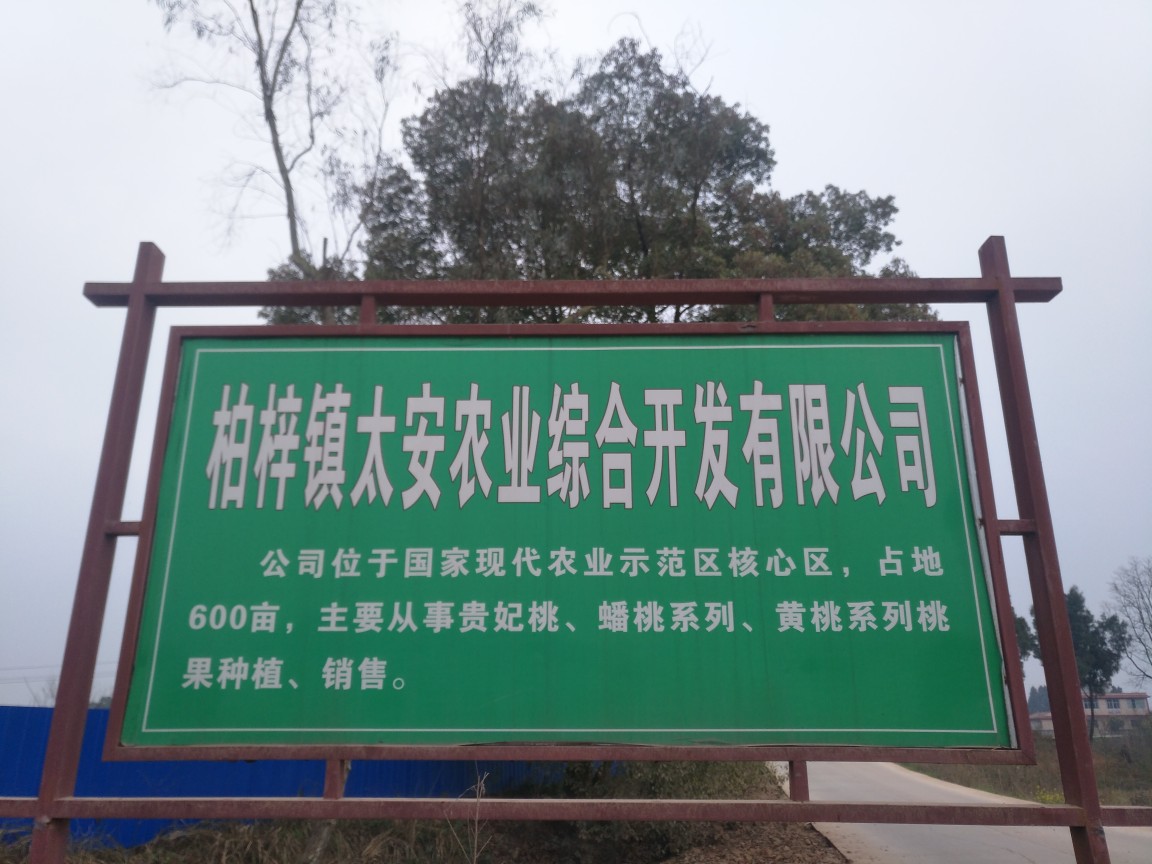 柏梓镇太安农业综合开发有限公司
公司位于国家现代农业示范区核心区，占地
600亩，主要从事贵妃桃、蟠桃系列、黄桃系列桃
果种植、销售。